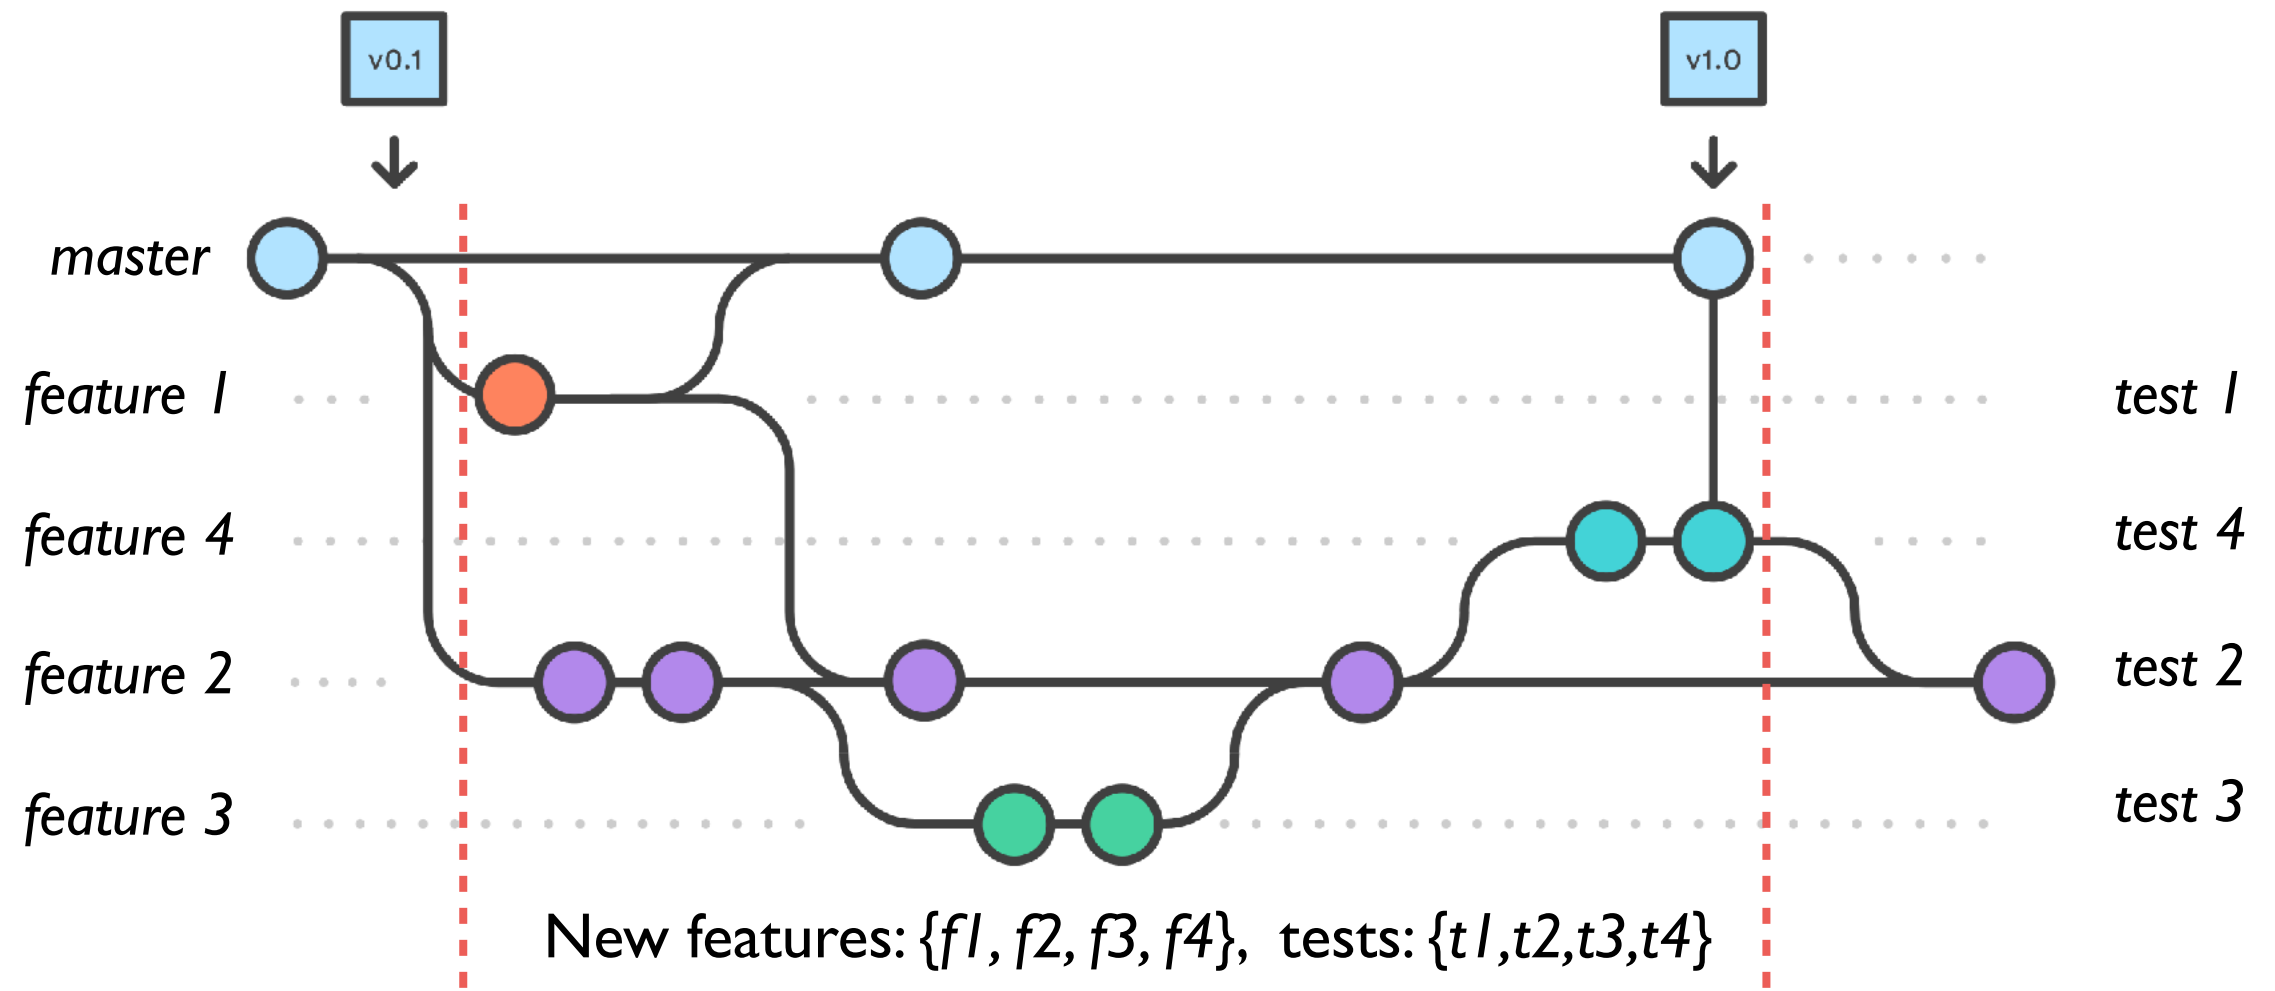 v0.1
v1.0
master
feature 1
test 1
feature 4
test 4
feature 2
test 2
feature 3
test 3
New features: {f1, f2, f3, f4}, tests: {t1,t2,t3,t4}